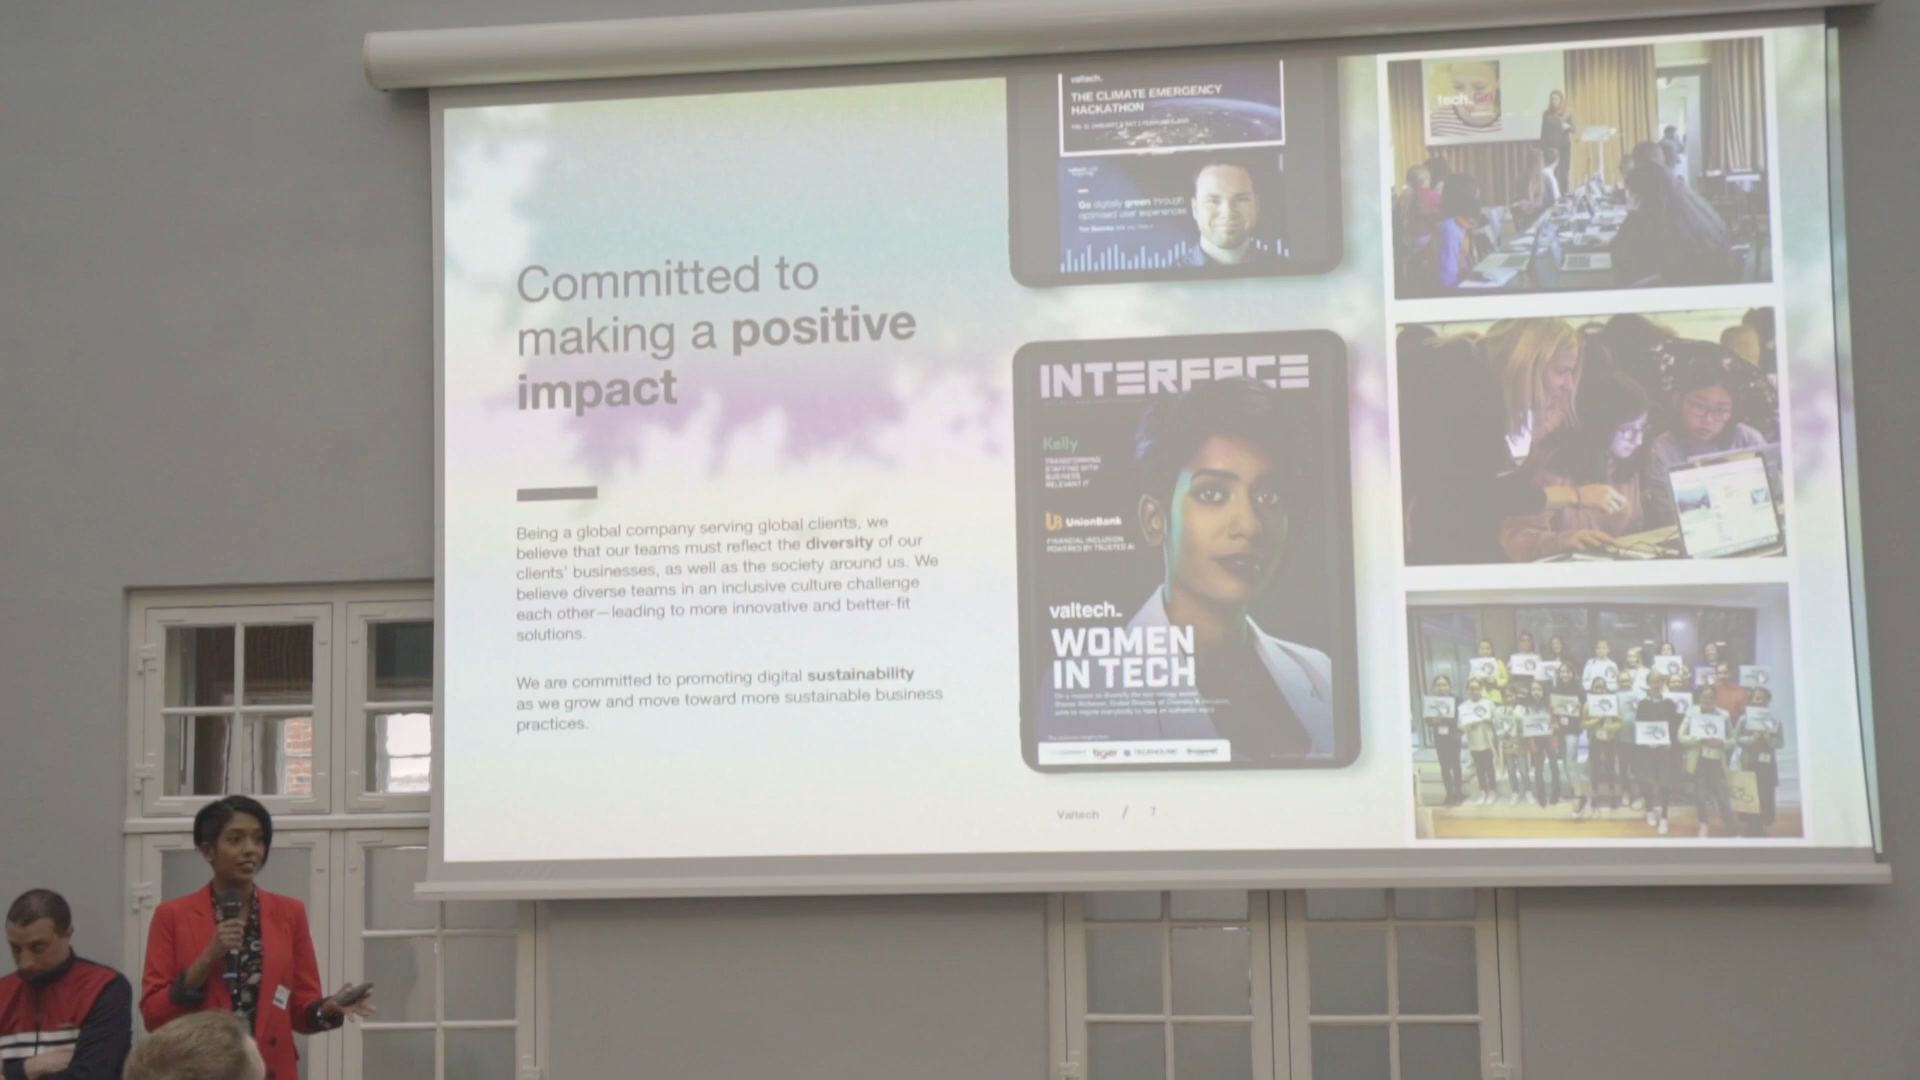 Committed to
making a positive
impact
Being a global company serving global clients, we
believe that our teams must reflect the diversity of our
clients' businesses, as well as the society around us. We
believe diverse teams in an inclusive culture challenge
each other—leading to more innovative and better-fit
solutions.
We are committed to promoting digital sustainability
as we grow and move toward more sustainable business
practices.
valtech.
THE CLIMATE EMERGENCY
HACKATHON
Go digitally green through
optimised user experiences
INTERFACE
Kelly
TRANSFORMING
STAFFING WITH
BUSINESS
RELEVANT IT
UnionBank
FINANCIAL INCLUSION
POWERED BY TRUSTED AI
valtech_
WOMEN
IN TECH
tiger
TELEHOUSE
Valtech / 7
tech.